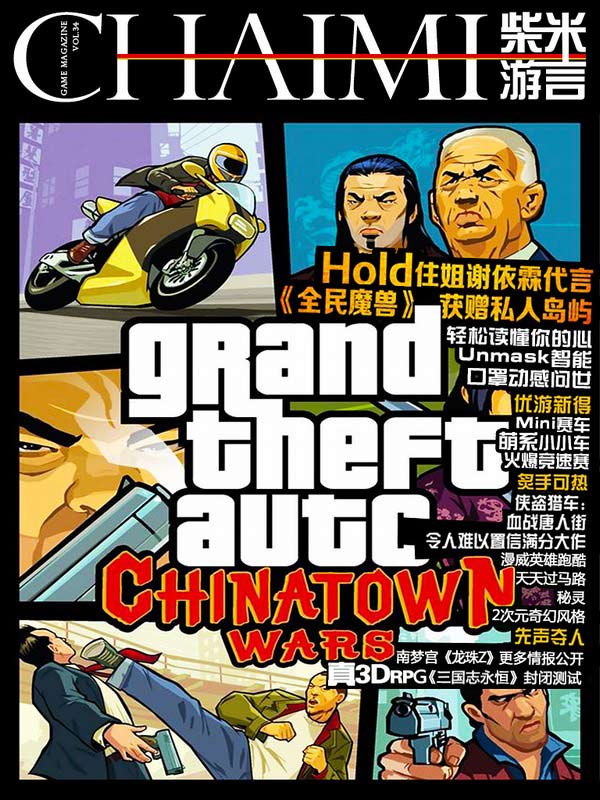 CHAIMI
GAME MAGAZINE
VOL.34
柴米
游言
Hold住姐谢依霖代言
《全民魔兽》 获赠私人岛屿
轻松读懂你的心
Unmask智能
口罩动感问世
优游新得
Mini赛车
萌系小小车
火爆竞速赛
炙手可热
侠盗猎车：
血战唐人街
令人难以置信满分大作
漫威英雄跑酷
天天过马路
秘灵
2次元奇幻风格
先声夺人
南梦宫《龙珠Z》更多情报公开
真3DRPG《三国志永恒》封闭测试
grand
theft
auto
CHINATOWN
WARS